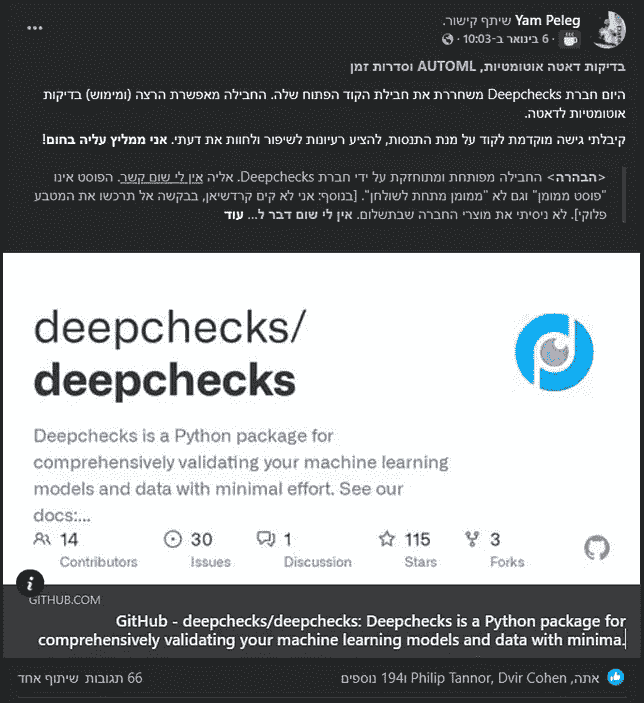 Yam Peleg שיתף קישור.
6 בינואר ב-10:03 ·
בדיקות דאטה אוטומטיות, AUTOML וסדרות זמן
היום חברת Deepchecks משחררת את חבילת הקוד הפתוח שלה. החבילה מאפשרת הרצה (ומימוש) בדיקות
אוטומטיות לדאטה.
קיבלתי גישה מוקדמת לקוד על מנת התנסות, להציע רעיונות לשיפור ולחוות את דעתי. אני ממליץ עליה בחום!
<הבהרה> החבילה מפותחת ומתוחזקת על ידי חברת Deepchecks. אליה אין לי שום קשר. הפוסט אינו
"פוסט ממומן" וגם לא "ממומן מתחת לשולחן". [בנוסף: אני לא קים קרדשיאן, בבקשה אל תרכשו את המטבע
פלוקי]. לא ניסיתי את מוצרי החברה שבתשלום. אין לי שום דבר ל... עוד
deepchecks/
deepchecks
Deepchecks is a Python package for
comprehensively validating your machine learning
models and data with minimal effort. See our
docs:...
14 Contributors
30 Issues
1 Discussion
115 Stars
3 Forks
GITHUB.COM
GitHub - deepchecks/deepchecks: Deepchecks is a Python package for
comprehensively validating your machine learning models and data with minima.
אתה, Philip Tannor, Dvir Cohen ו194 נוספים
66 תגובות שיתוף אחד